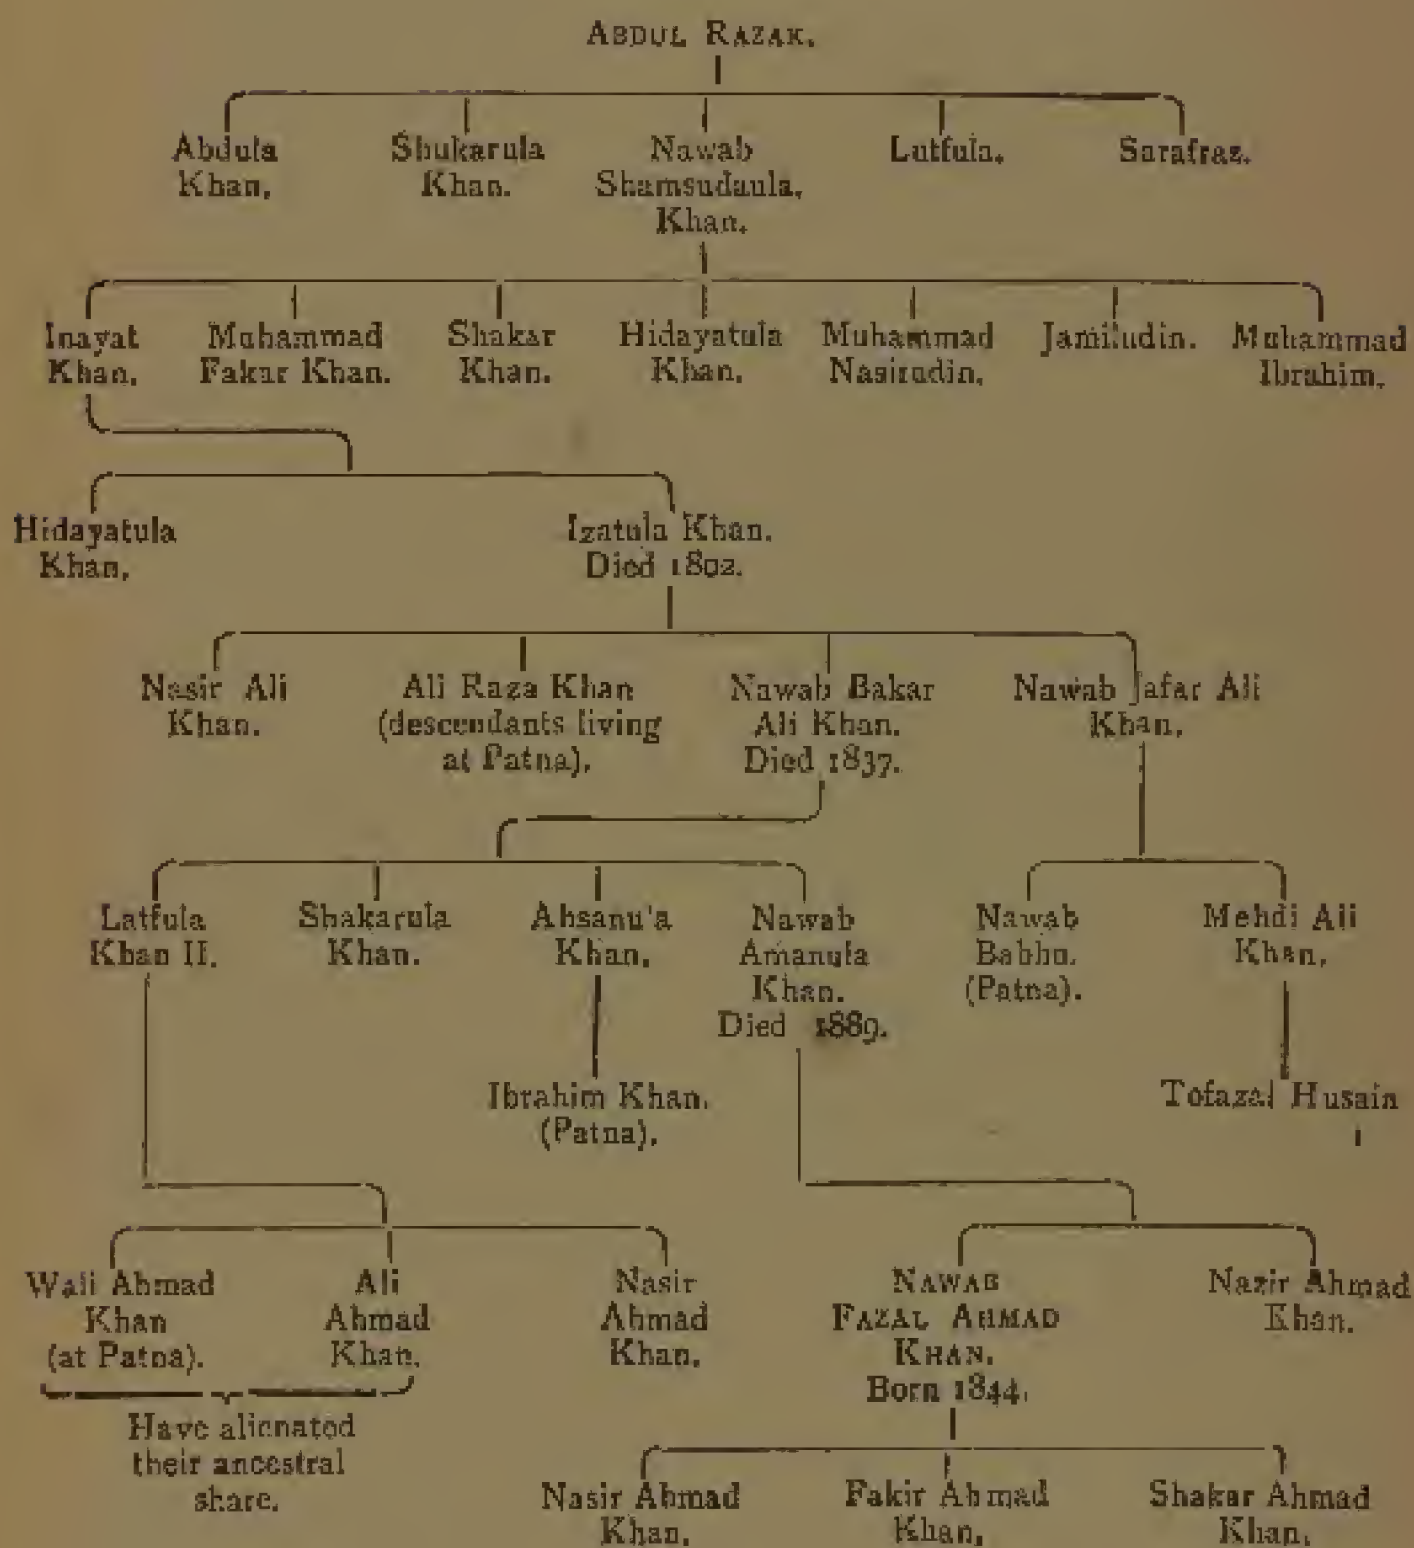 ABDUL RAZAK.
Abdula
Khan.
Shukarula
Khan.
Nawab
Shamsudaula,
Khan.
Lutfula.
Sarafraz.
Inayat
Khan.
Muhammad
Fakar Khan.
Shakar
Khan.
Hidayatula
Khan.
Muhammad
Nasirudin.
Jamiludin.
Muhammad
Ibrahim.
Hidayatula
Khan.
Izatula Khan.
Died 1802.
Nasir Ali
Khan.
Ali Raza Khan
(descendants living
at Patna).
Nawab Bakar
Ali Khan.
Died 1837.
Nawab Jafar Ali
Khan.
Latfula
Khan II.
Shakarula
Khan.
Ahsanu'a
Khan.
Nawab
Amanula
Khan.
Died 1889.
Nawab
Babhu.
(Patna).
Mehdi Ali
Khan.
Ibrahim Khan.
(Patna).
Tofazal Husain
Wali Ahmad
Khan
(at Patna).
Ali
Ahmad
Khan.
Nasir
Ahmad
Khan.
NAWAB
FAZAL AHMAD
KHAN.
Born 1844.
Nazir Ahmad
Khan.
Have alienated
their ancestral
share.
Nasir Ahmad
Khan.
Fakir Ahmad
Khan.
Shakar Ahmad
Khan.